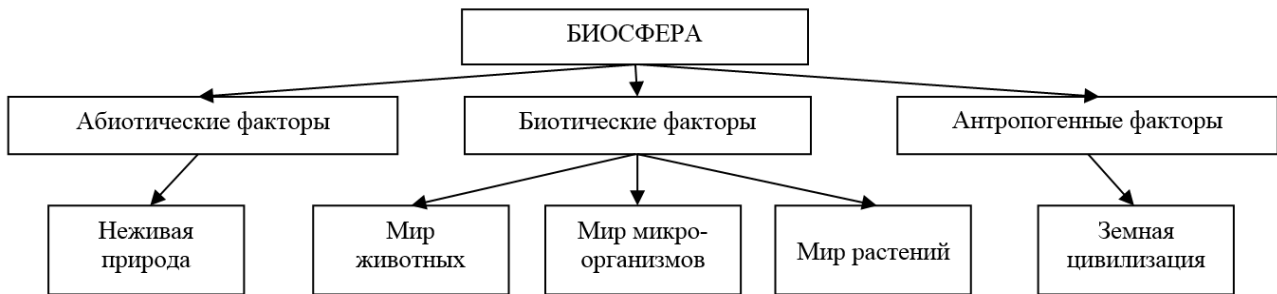 БИОСФЕРА
Абиотические факторы
Биотические факторы
Антропогенные факторы
Неживая
природа
Мир
животных
Мир микро-
организмов
Мир растений
Земная
цивилизация